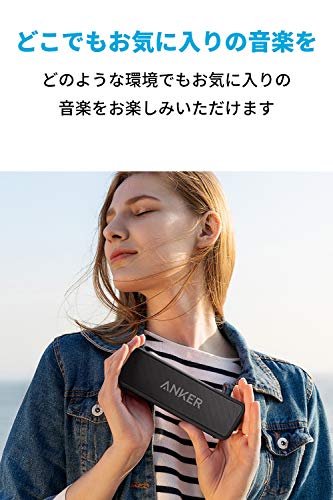 どこでもお気に入りの音楽を
どのような環境でもお気に入りの
音楽をお楽しみいただけます
ANKER